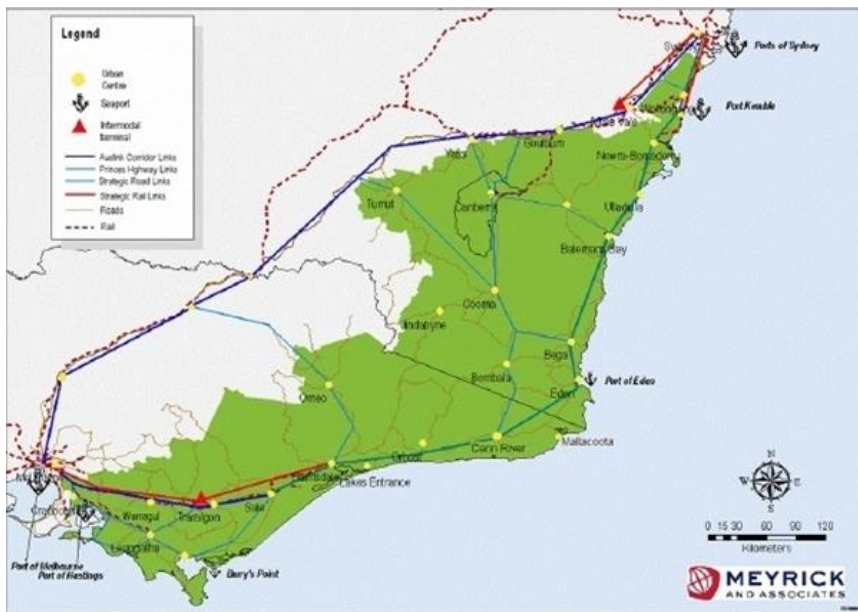 Legend
Urban
Centre
Seaport
Intermodal
terminal
Auslink Corridor Links
Princes Highway Links
Strategic Road Links
Strategic Rail Links
Roads
Rail
Ports of Sydney
Port Kembla
Goulburn
Yass
Nowra-Bomaderry
Tumut
Canberra
Ulladulla
Batemans Bay
Cooma
Jindabyne
Bega
Bombala
Port of Eden
Eden
Omeo
Cann River
Mallacoota
Orbost
Lakes Entrance
Sale
Traralgon
Warragul
Leongatha
Port of Melbourne
Port of Hastings
Barry's Point
N
W E
S
0 15 30 60 90 120
Kilometers
MEYRICK
AND ASSOCIATES